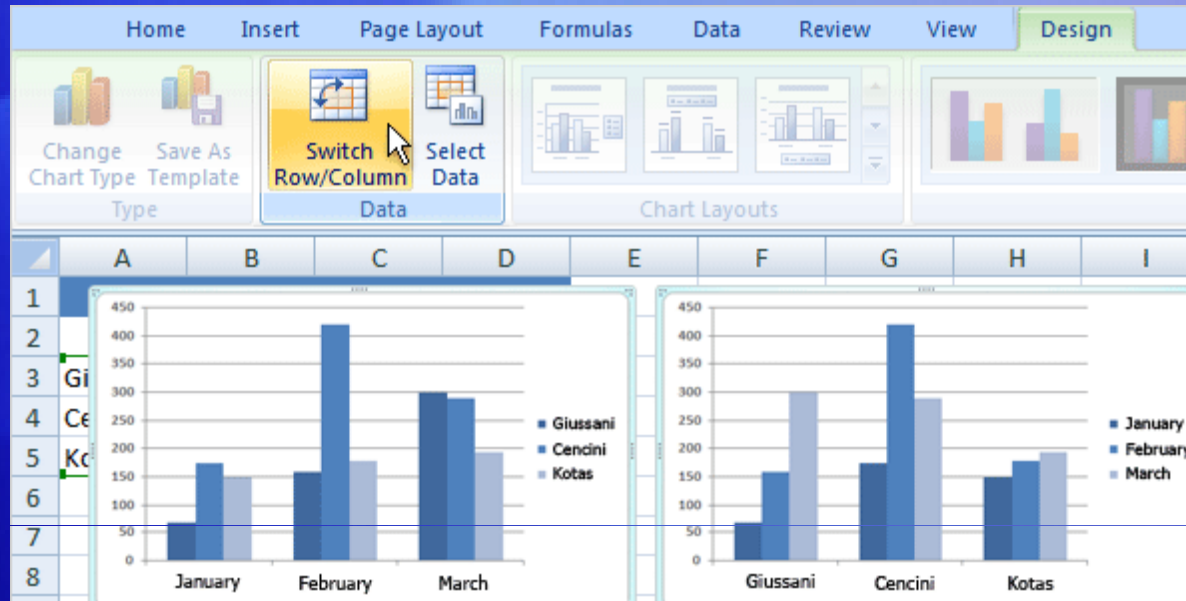 Home Insert Page Layout Formulas Data Review View Design
Change Chart Type
Save As Template
Switch Row/Column
Select Data
Type
Data
Chart Layouts
A B C D E F G H I
1
2
3 Gi
4 Ce
5 Ko
6
7
8
450
400
350
300
250
200
150
100
50
0
January February March
Giussani
Cencini
Kotas
450
400
350
300
250
200
150
100
50
0
Giussani Cencini Kotas
January
February
March